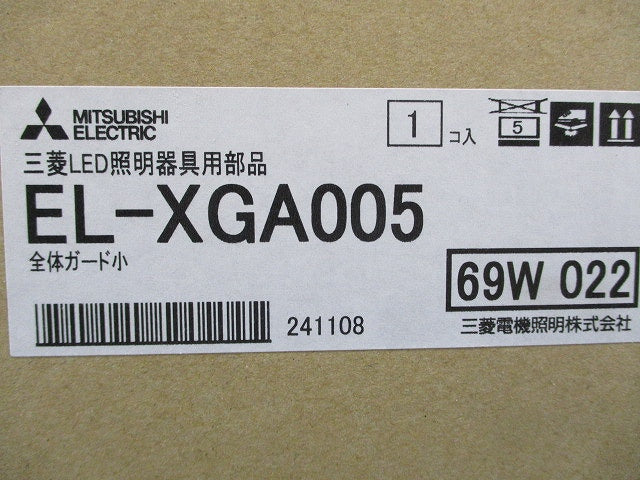 MITSUBISHI
ELECTRIC
1 コ入
5
三菱LED照明器具用部品
EL-XGA005
全体ガード小
69W 022
241108
三菱電機照明株式会社